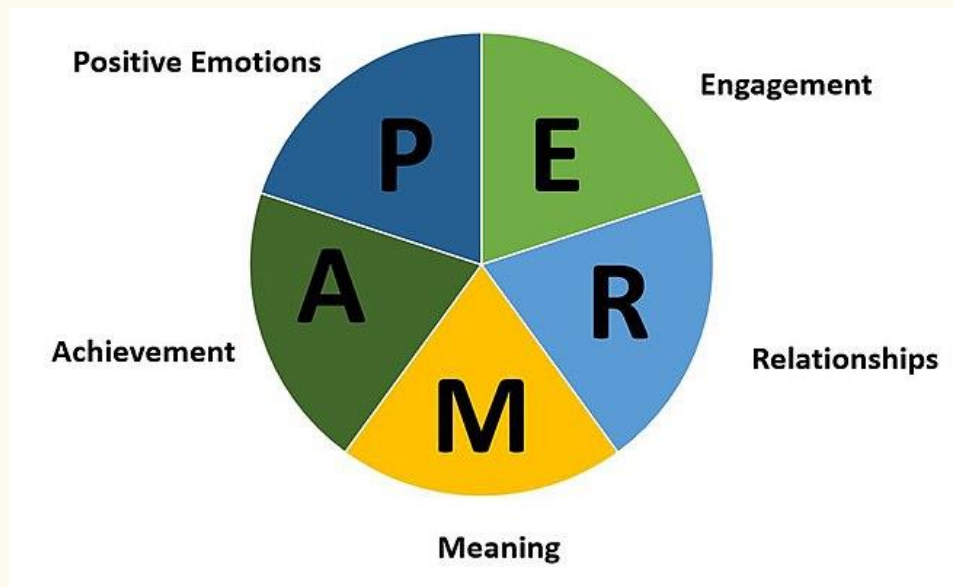 Positive Emotions
P
E
Engagement
A
R
Achievement
Relationships
M
Meaning